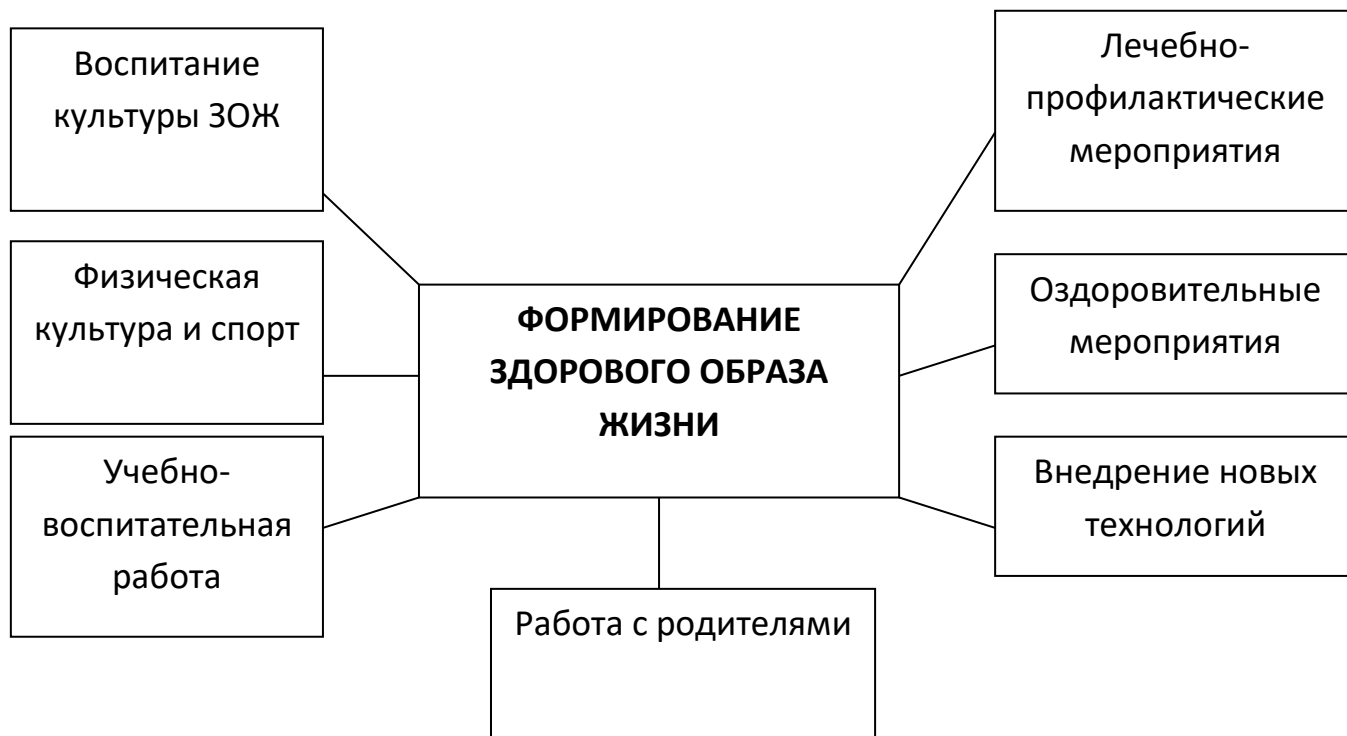 Воспитание
культуры ЗОЖ
Физическая
культура и спорт
Учебно-
воспитательная
работа
ФОРМИРОВАНИЕ
ЗДОРОВОГО ОБРАЗА
ЖИЗНИ
Работа с родителями
Лечебно-
профилактические
мероприятия
Оздоровительные
мероприятия
Внедрение новых
технологий